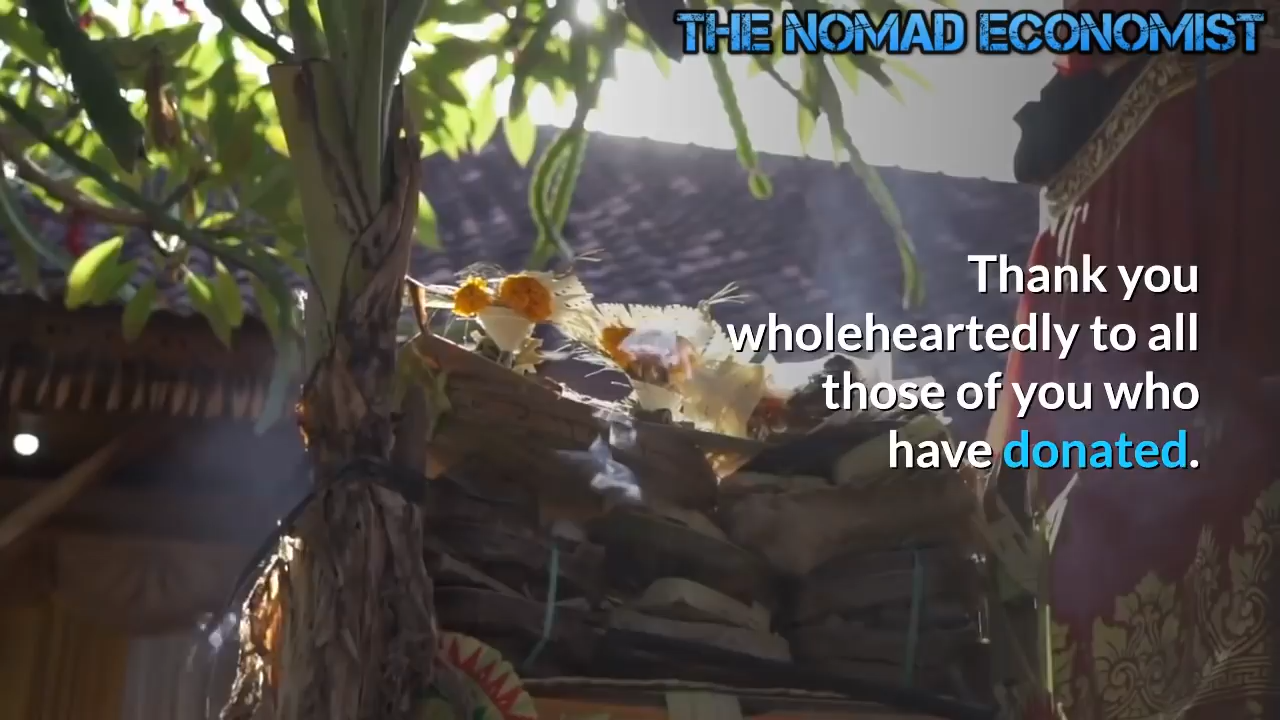 THE NOMAD ECONOMIST
Thank you
wholeheartedly to all
those of you who
have donated.